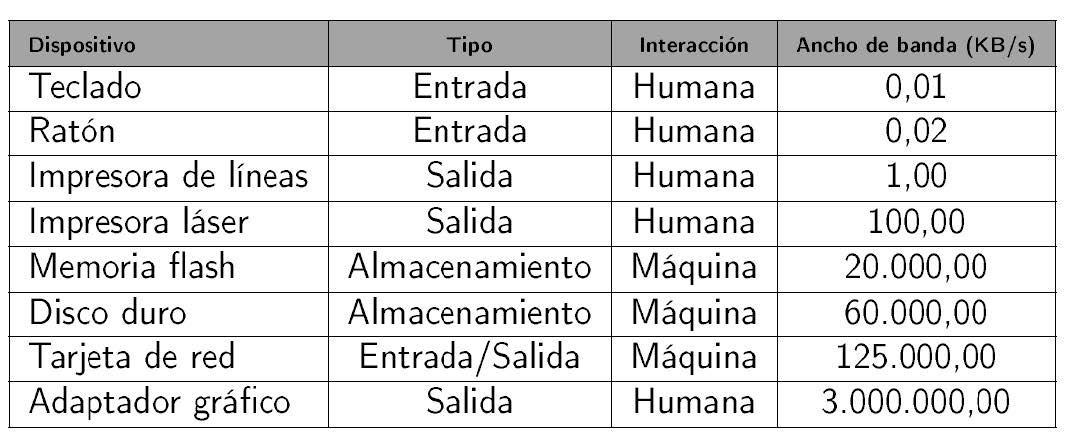 Dispositivo Tipo Interacción Ancho de banda (KB/s)
Teclado Entrada Humana 0,01
Ratón Entrada Humana 0,02
Impresora de líneas Salida Humana 1,00
Impresora láser Salida Humana 100,00
Memoria flash Almacenamiento Máquina 20.000,00
Disco duro Almacenamiento Máquina 60.000,00
Tarjeta de red Entrada/Salida Máquina 125.000,00
Adaptador gráfico Salida Humana 3.000.000,00